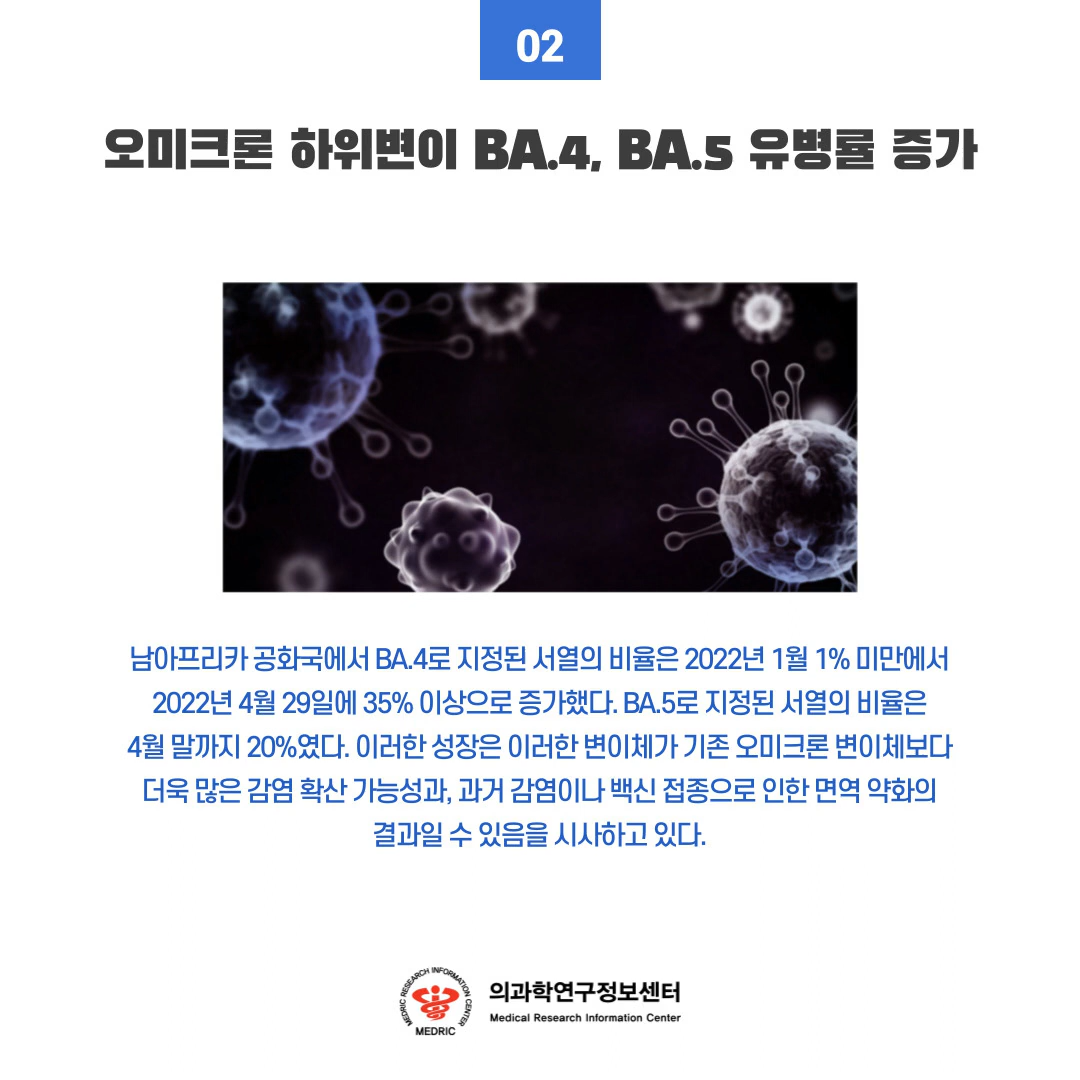 02
오미크론 하위변이 BA.4, BA.5 유병률 증가
남아프리카 공화국에서 BA.4로 지정된 서열의 비율은 2022년 1월 1% 미만에서
2022년 4월 29일에 35% 이상으로 증가했다. BA.5로 지정된 서열의 비율은
4월 말까지 20%였다. 이러한 성장은 이러한 변이체가 기존 오미크론 변이체보다
더욱 많은 감염 확산 가능성과, 과거 감염이나 백신 접종으로 인한 면역 약화의
결과일 수 있음을 시사하고 있다.
MEDRIC RESEARCH INFORMATION CENTER
MEDRIC
의과학연구정보센터
Medical Research Information Center